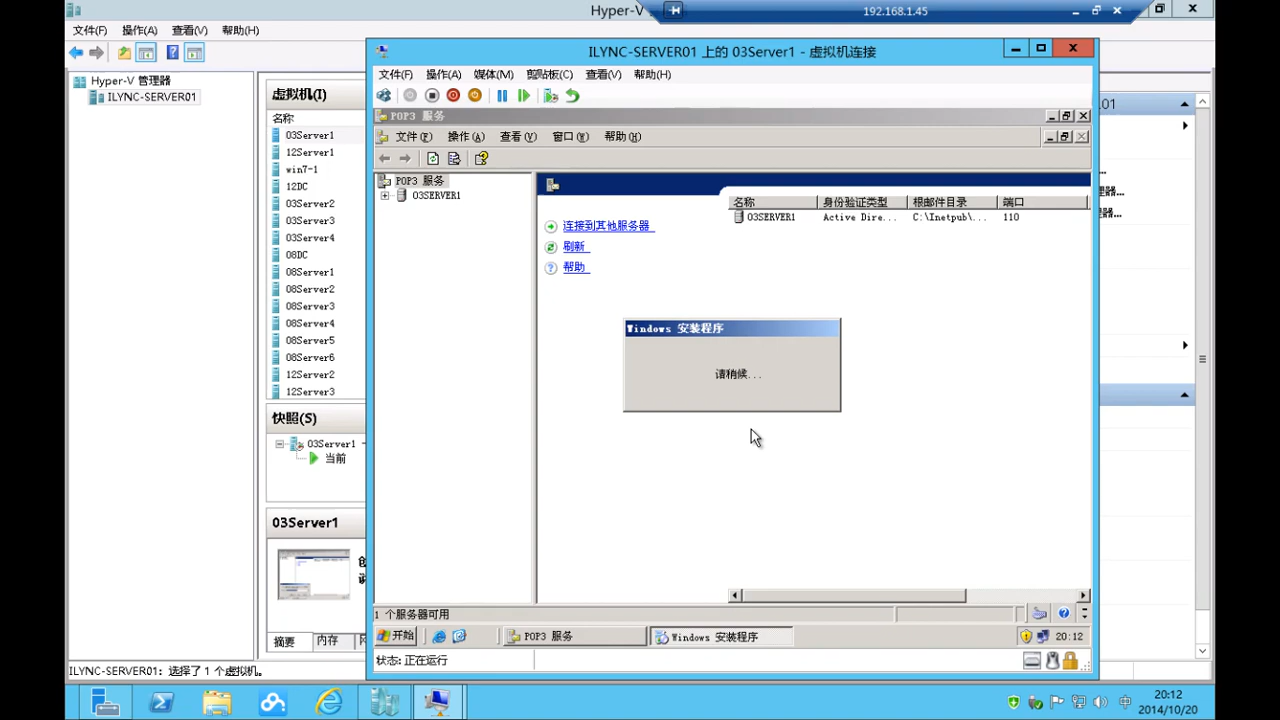 Hyper-V
192.168.1.45
文件(F) 操作(A) 查看(V) 帮助(H)
Hyper-V 管理器
ILYNC-SERVER01
虚拟机(I)
名称
03Server1
12Server1
win7-1
12DC
03Server2
03Server3
03Server4
08DC
08Server1
08Server2
08Server3
08Server4
08Server5
08Server6
12Server2
12Server3
快照(S)
03Server1
当前
03Server1
摘要 内存
ILYNC-SERVER01: 选择了 1 个虚拟机。
ILYNC-SERVER01 上的 03Server1 - 虚拟机连接
文件(F) 操作(A) 媒体(M) 剪贴板(C) 查看(V) 帮助(H)
POP3 服务
文件(F) 操作(A) 查看(V) 窗口(W) 帮助(H)
POP3 服务
03SERVER1
名称 身份验证类型 根邮件目录 端口
03SERVER1 Active Dire... C:\Inetpub\... 110
连接到其他服务器
刷新
帮助
Windows 安装程序
请稍候...
1 个服务器可用
开始 POP3 服务 Windows 安装程序 20:12
状态: 正在运行
01
理器...
器...
中 20:12
2014/10/20